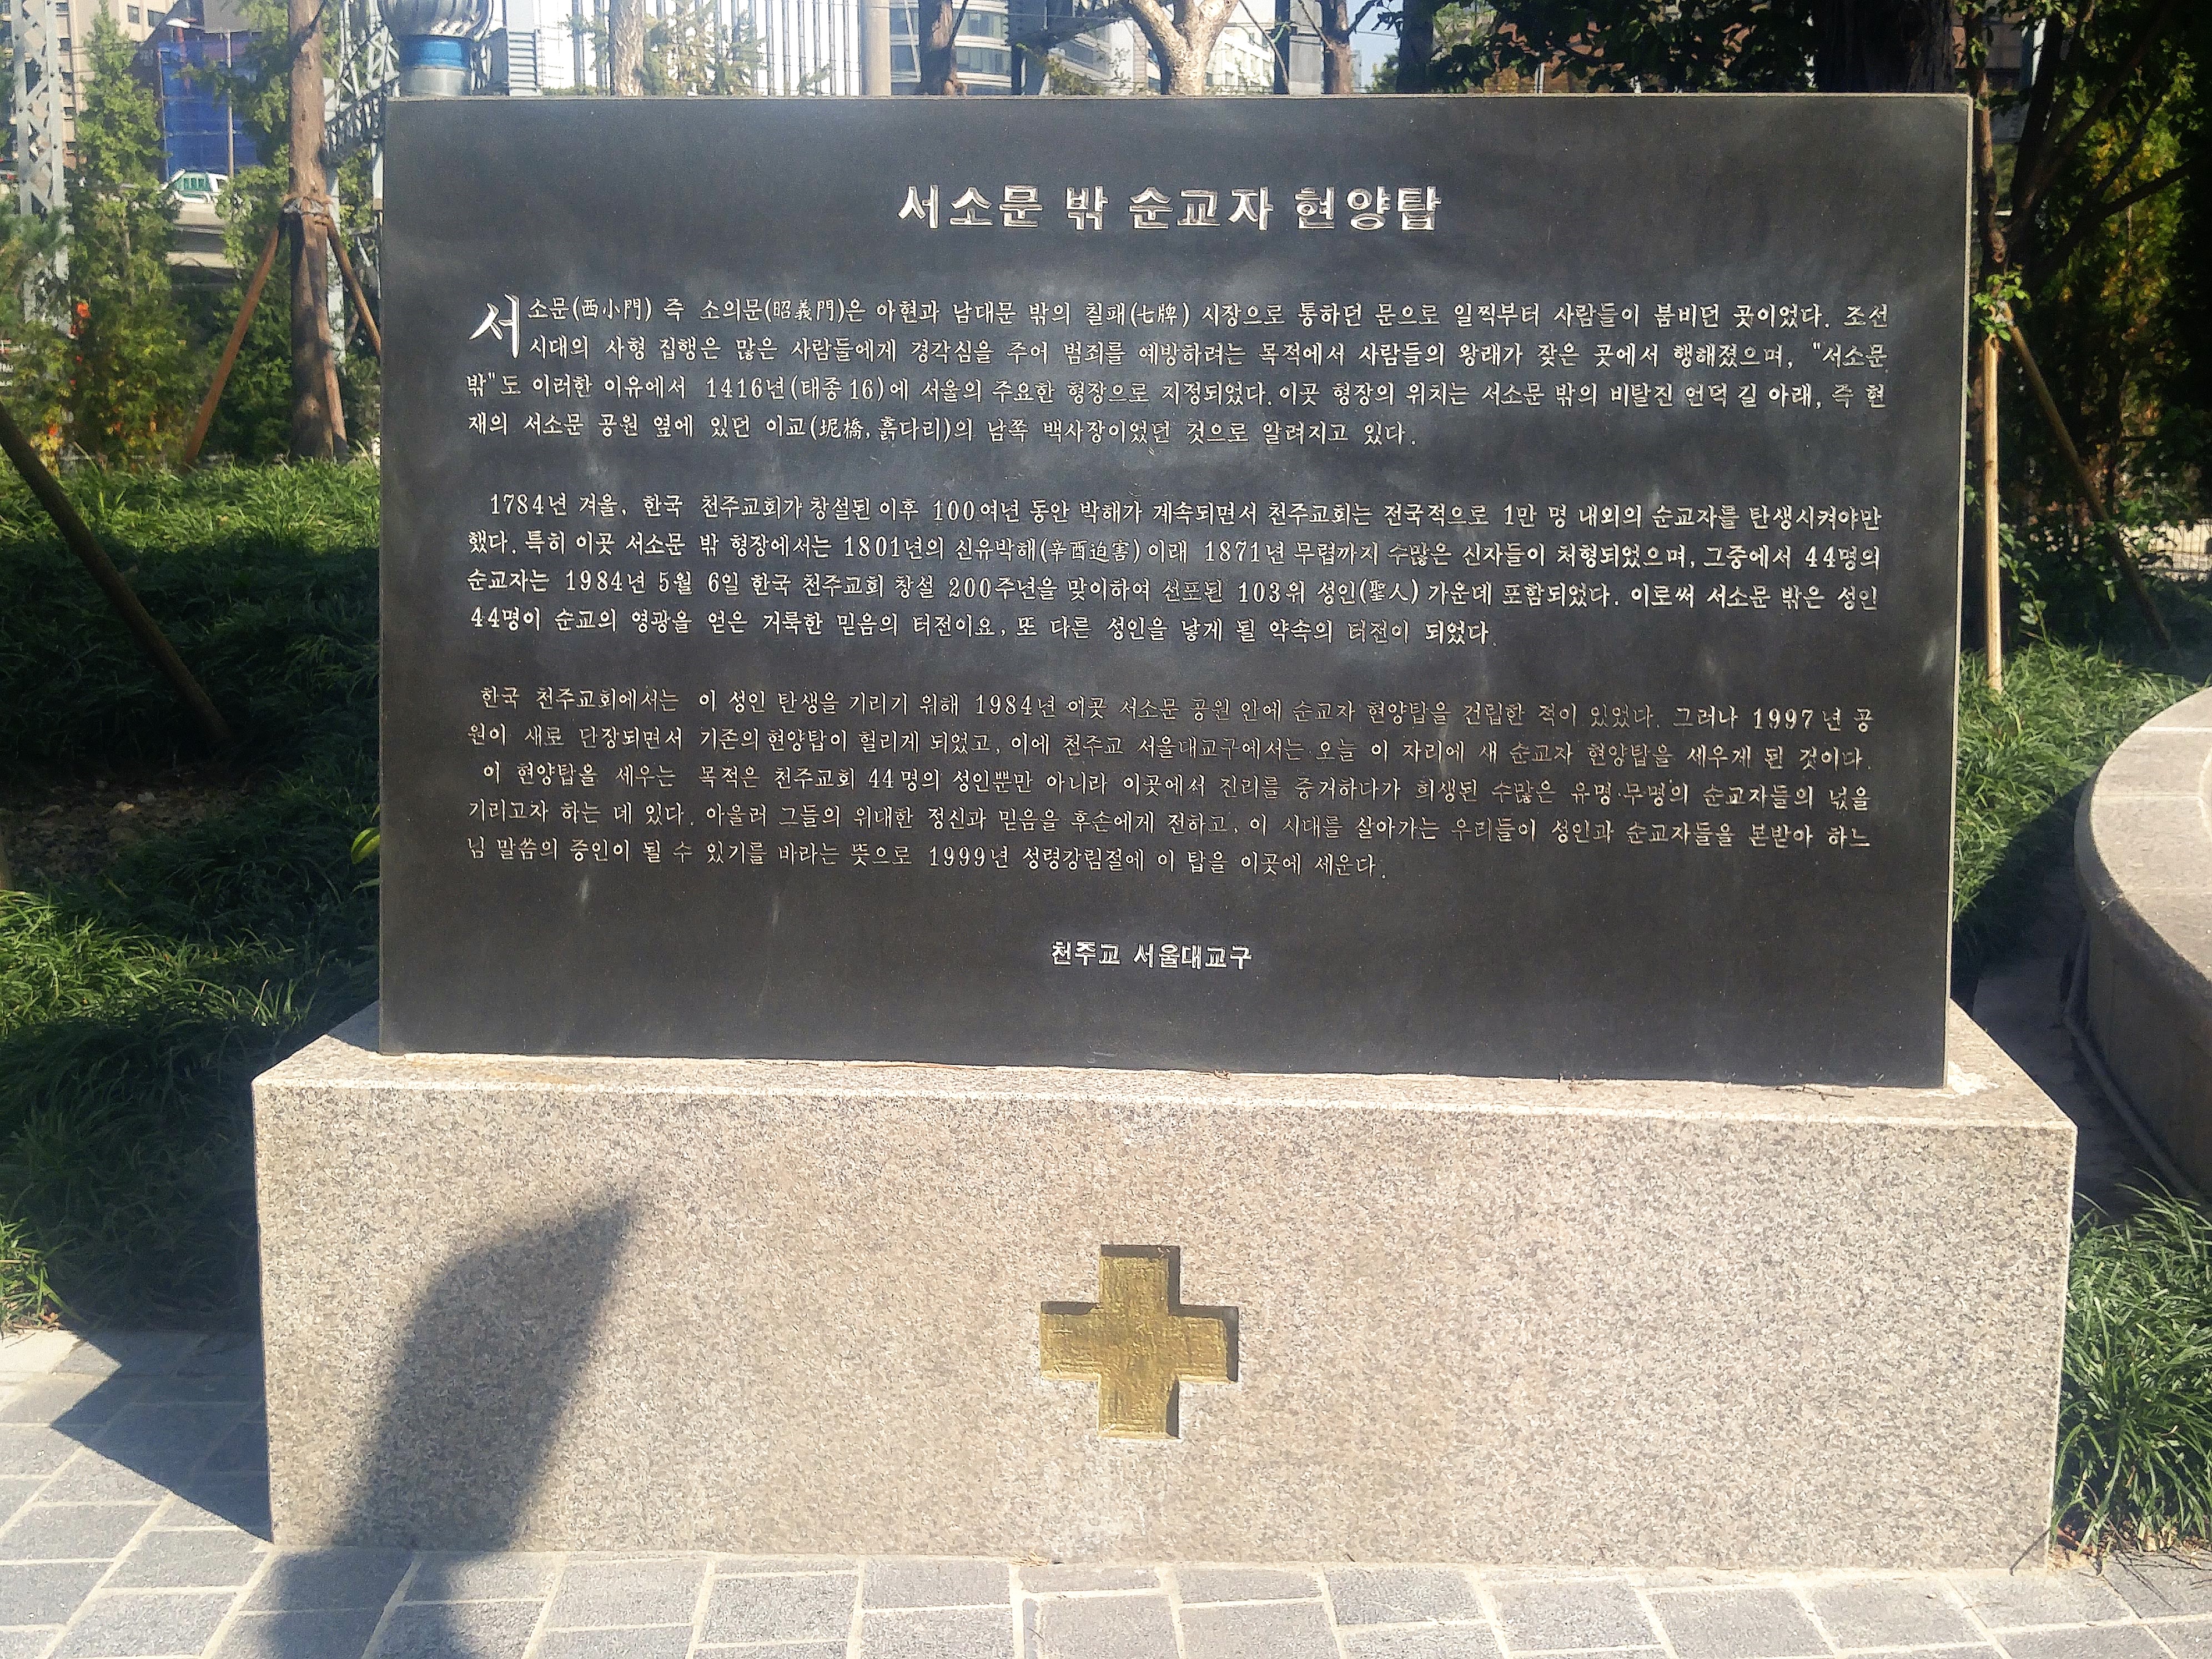 서소문 밖 순교자 현양탑
서소문(西小門) 즉 소의문(昭義門)은 아현과 남대문 밖의 칠패(七牌) 시장으로 통하던 문으로 일찍부터 사람들이 붐비던 곳이었다. 조선
시대의 사형 집행은 많은 사람들에게 경각심을 주어 범죄를 예방하려는 목적에서 사람들의 왕래가 잦은 곳에서 행해졌으며, "서소문
밖"도 이러한 이유에서 1416년(태종 16)에 서울의 주요한 형장으로 지정되었다. 이곳 형장의 위치는 서소문 밖의 비탈진 언덕 길 아래, 즉 현
재의 서소문 공원 옆에 있던 이교(圯橋, 흙다리)의 남쪽 백사장이었던 것으로 알려지고 있다.
1784년 겨울, 한국 천주교회가 창설된 이후 100여년 동안 박해가 계속되면서 천주교회는 전국적으로 1만 명 내외의 순교자를 탄생시켜야만
했다. 특히 이곳 서소문 밖 형장에서는 1801년의 신유박해(辛酉迫害) 이래 1871년 무렵까지 수많은 신자들이 처형되었으며, 그중에서 44명의
순교자는 1984년 5월 6일 한국 천주교회 창설 200주년을 맞이하여 선포된 103위 성인(聖人) 가운데 포함되었다. 이로써 서소문 밖은 성인
44명이 순교의 영광을 얻은 거룩한 믿음의 터전이요, 또 다른 성인을 낳게 될 약속의 터전이 되었다.
한국 천주교회에서는 이 성인 탄생을 기리기 위해 1984년 이곳 서소문 공원 안에 순교자 현양탑을 건립한 적이 있었다. 그러나 1997년 공
원이 새로 단장되면서 기존의 현양탑이 헐리게 되었고, 이에 천주교 서울대교구에서는 오늘 이 자리에 새 순교자 현양탑을 세우게 된 것이다.
이 현양탑을 세우는 목적은 천주교회 44명의 성인뿐만 아니라 이곳에서 진리를 증거하다가 희생된 수많은 유명·무명의 순교자들의 넋을
기리고자 하는 데 있다. 아울러 그들의 위대한 정신과 믿음을 후손에게 전하고, 이 시대를 살아가는 우리들이 성인과 순교자들을 본받아 하느
님 말씀의 증인이 될 수 있기를 바라는 뜻으로 1999년 성령강림절에 이 탑을 이곳에 세운다.
천주교 서울대교구